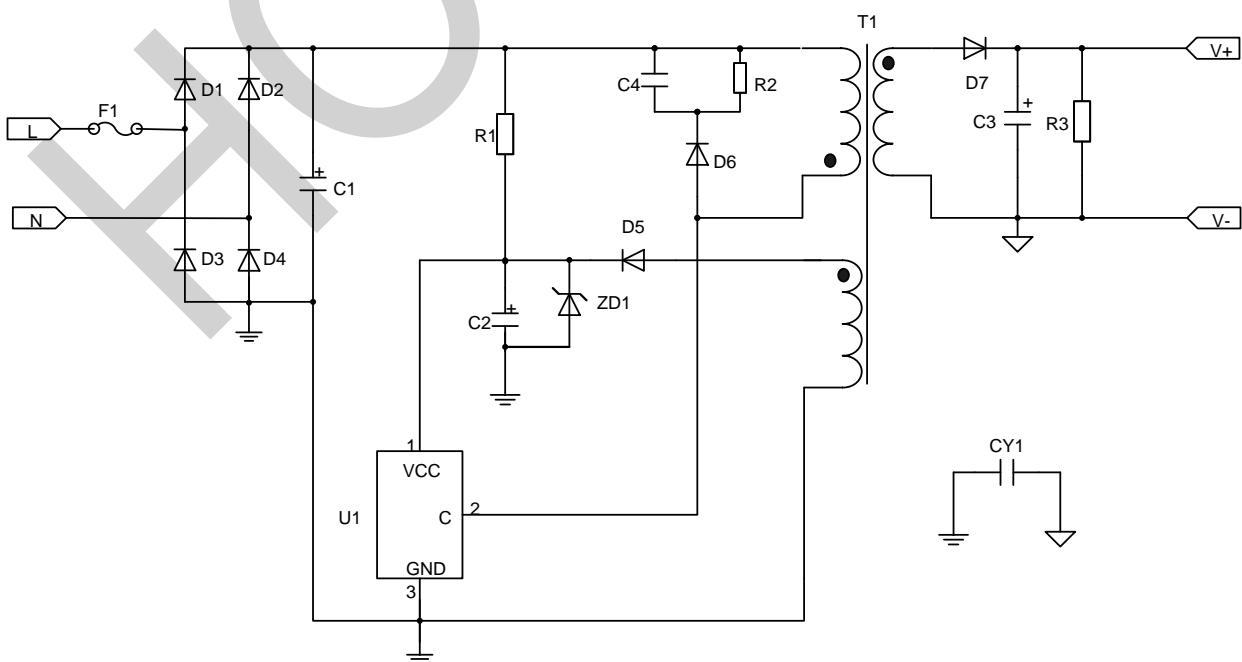 T1
V+
D7
D1
D2
C4
R2
F1
L
R1
C3
R3
D6
C1
N
V-
D5
D3
D4
ZD1
C2
1
VCC
CY1
U1
C
2
GND
3
+
+
+
HO